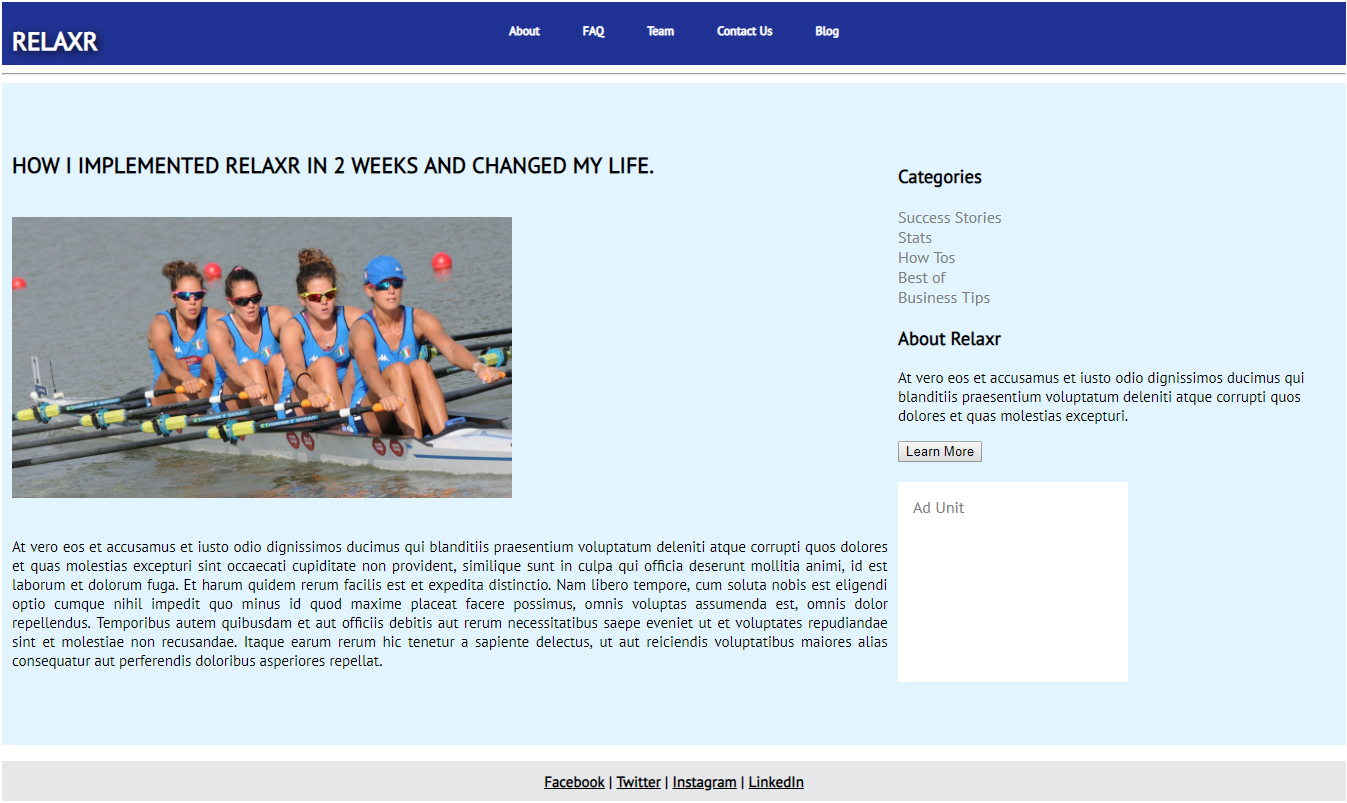 RELAXR
About FAQ Team Contact Us Blog
HOW I IMPLEMENTED RELAXR IN 2 WEEKS AND CHANGED MY LIFE.
At vero eos et accusamus et iusto odio dignissimos ducimus qui blanditiis praesentium voluptatum deleniti atque corrupti quos dolores
et quas molestias excepturi sint occaecati cupiditate non provident, similique sunt in culpa qui officia deserunt mollitia animi, id est
laborum et dolorum fuga. Et harum quidem rerum facilis est et expedita distinctio. Nam libero tempore, cum soluta nobis est eligendi
optio cumque nihil impedit quo minus id quod maxime placeat facere possimus, omnis voluptas assumenda est, omnis dolor
repellendus. Temporibus autem quibusdam et aut officiis debitis aut rerum necessitatibus saepe eveniet ut et voluptates repudiandae
sint et molestiae non recusandae. Itaque earum rerum hic tenetur a sapiente delectus, ut aut reiciendis voluptatibus maiores alias
consequatur aut perferendis doloribus asperiores repellat.
Categories
Success Stories
Stats
How Tos
Best of
Business Tips
About Relaxr
At vero eos et accusamus et iusto odio dignissimos ducimus qui
blanditiis praesentium voluptatum deleniti atque corrupti quos
dolores et quas molestias excepturi.
Learn More
Ad Unit
Facebook | Twitter | Instagram | LinkedIn